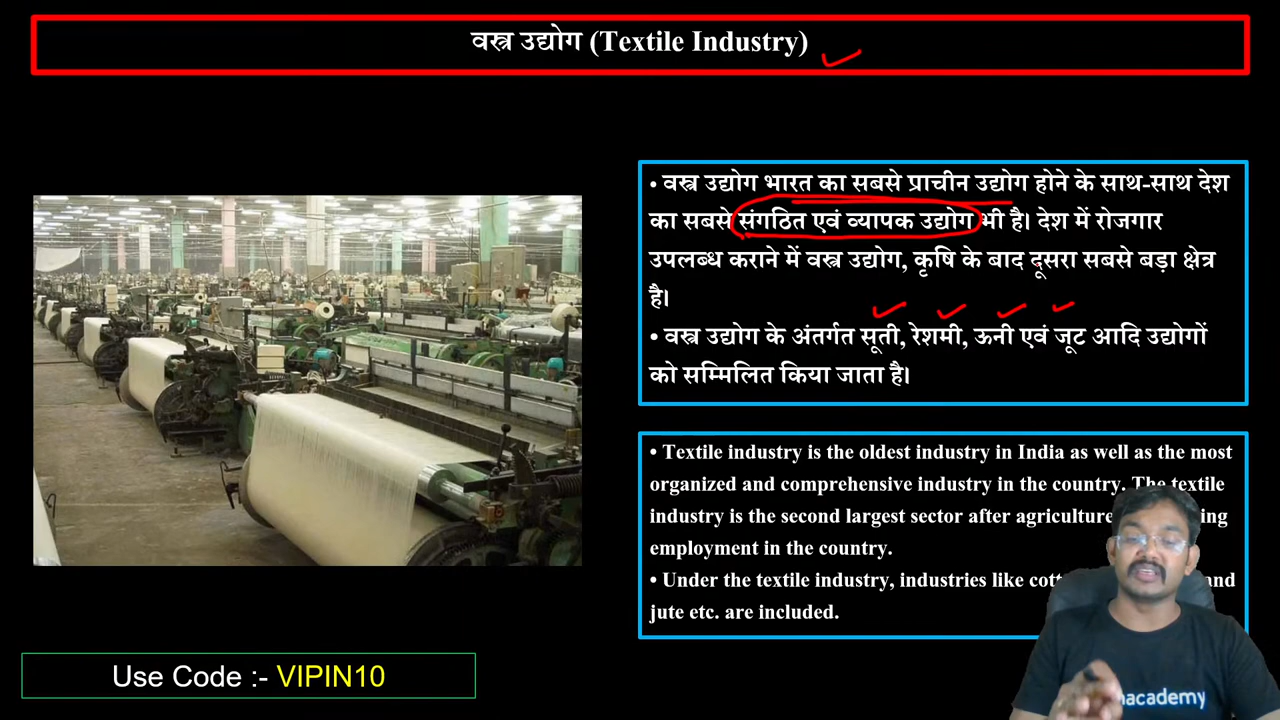 वस्त्र उद्योग (Textile Industry)
• वस्त्र उद्योग भारत का सबसे प्राचीन उद्योग होने के साथ-साथ देश
का सबसे संगठित एवं व्यापक उद्योग भी है। देश में रोजगार
उपलब्ध कराने में वस्त्र उद्योग, कृषि के बाद दूसरा सबसे बड़ा क्षेत्र
है।
• वस्त्र उद्योग के अंतर्गत सूती, रेशमी, ऊनी एवं जूट आदि उद्योगों
को सम्मिलित किया जाता है।
• Textile industry is the oldest industry in India as well as the most
organized and comprehensive industry in the country. The textile
industry is the second largest sector after agriculture
employment in the country.
• Under the textile industry, industries like and
jute etc. are included.
Use Code :- VIPIN10